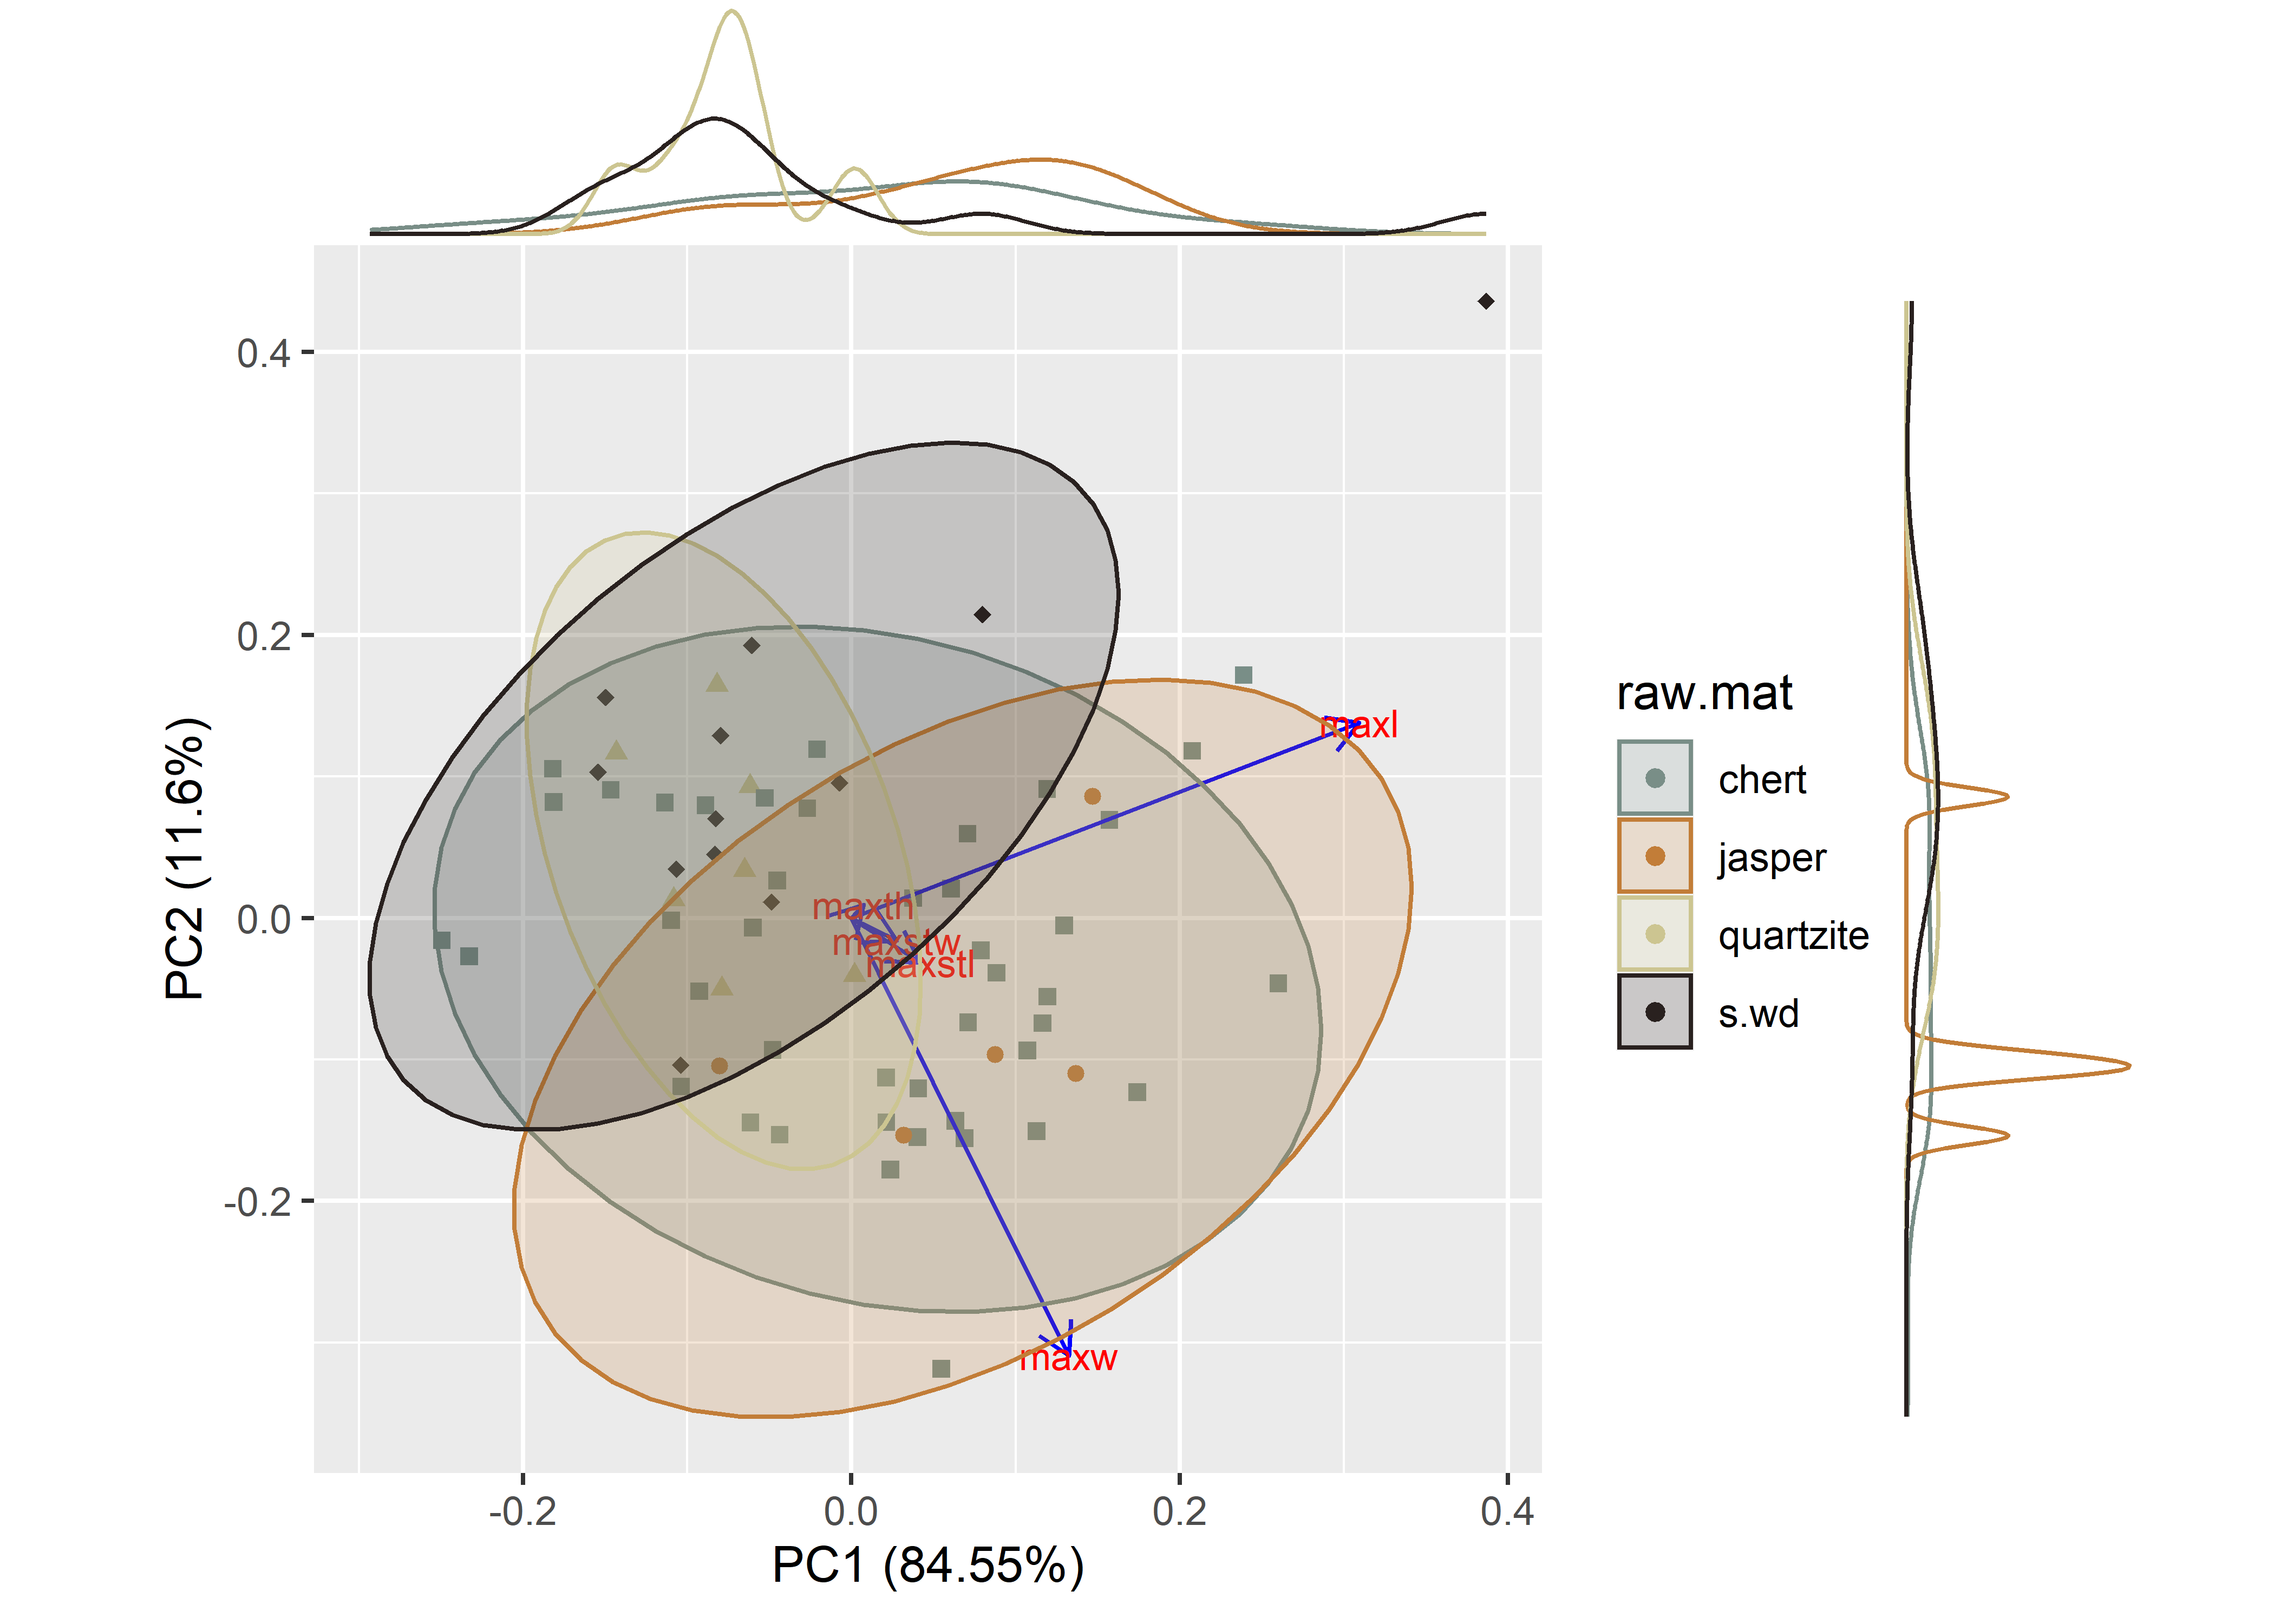 0.4
0.2
0.0
-0.2
PC2 (11.6%)
maxl
maxth
maxstw
maxstl
maxw
-0.2
0.0
0.2
0.4
PC1 (84.55%)
raw.mat
chert
jasper
quartzite
s.wd